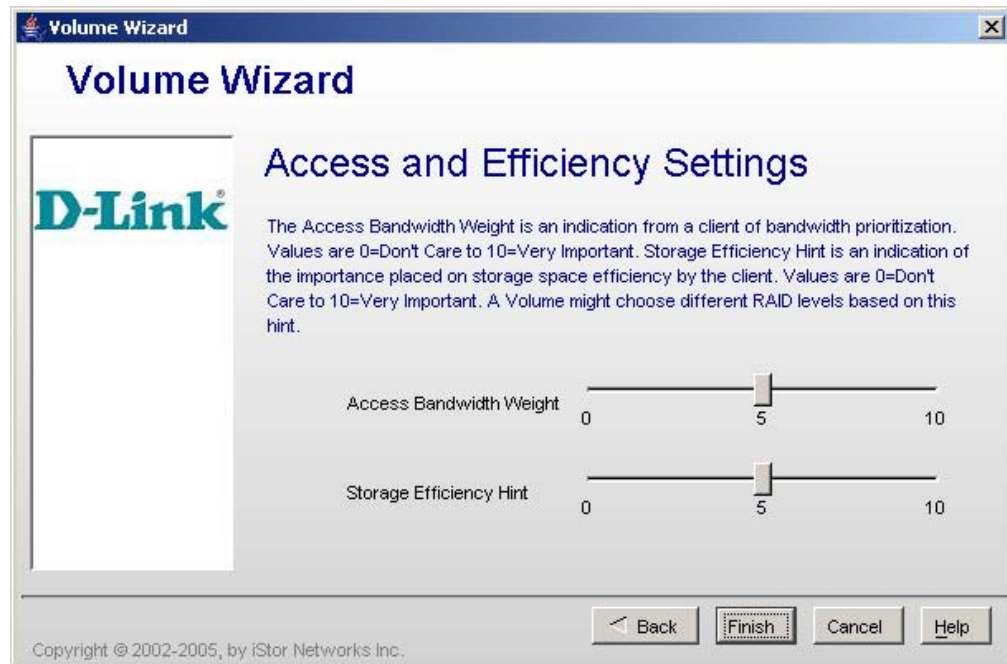 Volume Wizard
Volume Wizard
D-Link®
Access and Efficiency Settings
The Access Bandwidth Weight is an indication from a client of bandwidth prioritization.
Values are 0=Don't Care to 10=Very Important. Storage Efficiency Hint is an indication of
the importance placed on storage space efficiency by the client. Values are 0=Don't
Care to 10=Very Important. A Volume might choose different RAID levels based on this
hint.
Access Bandwidth Weight
0 5 10
Storage Efficiency Hint
0 5 10
Back Finish Cancel Help
Copyright © 2002-2005, by iStor Networks Inc.